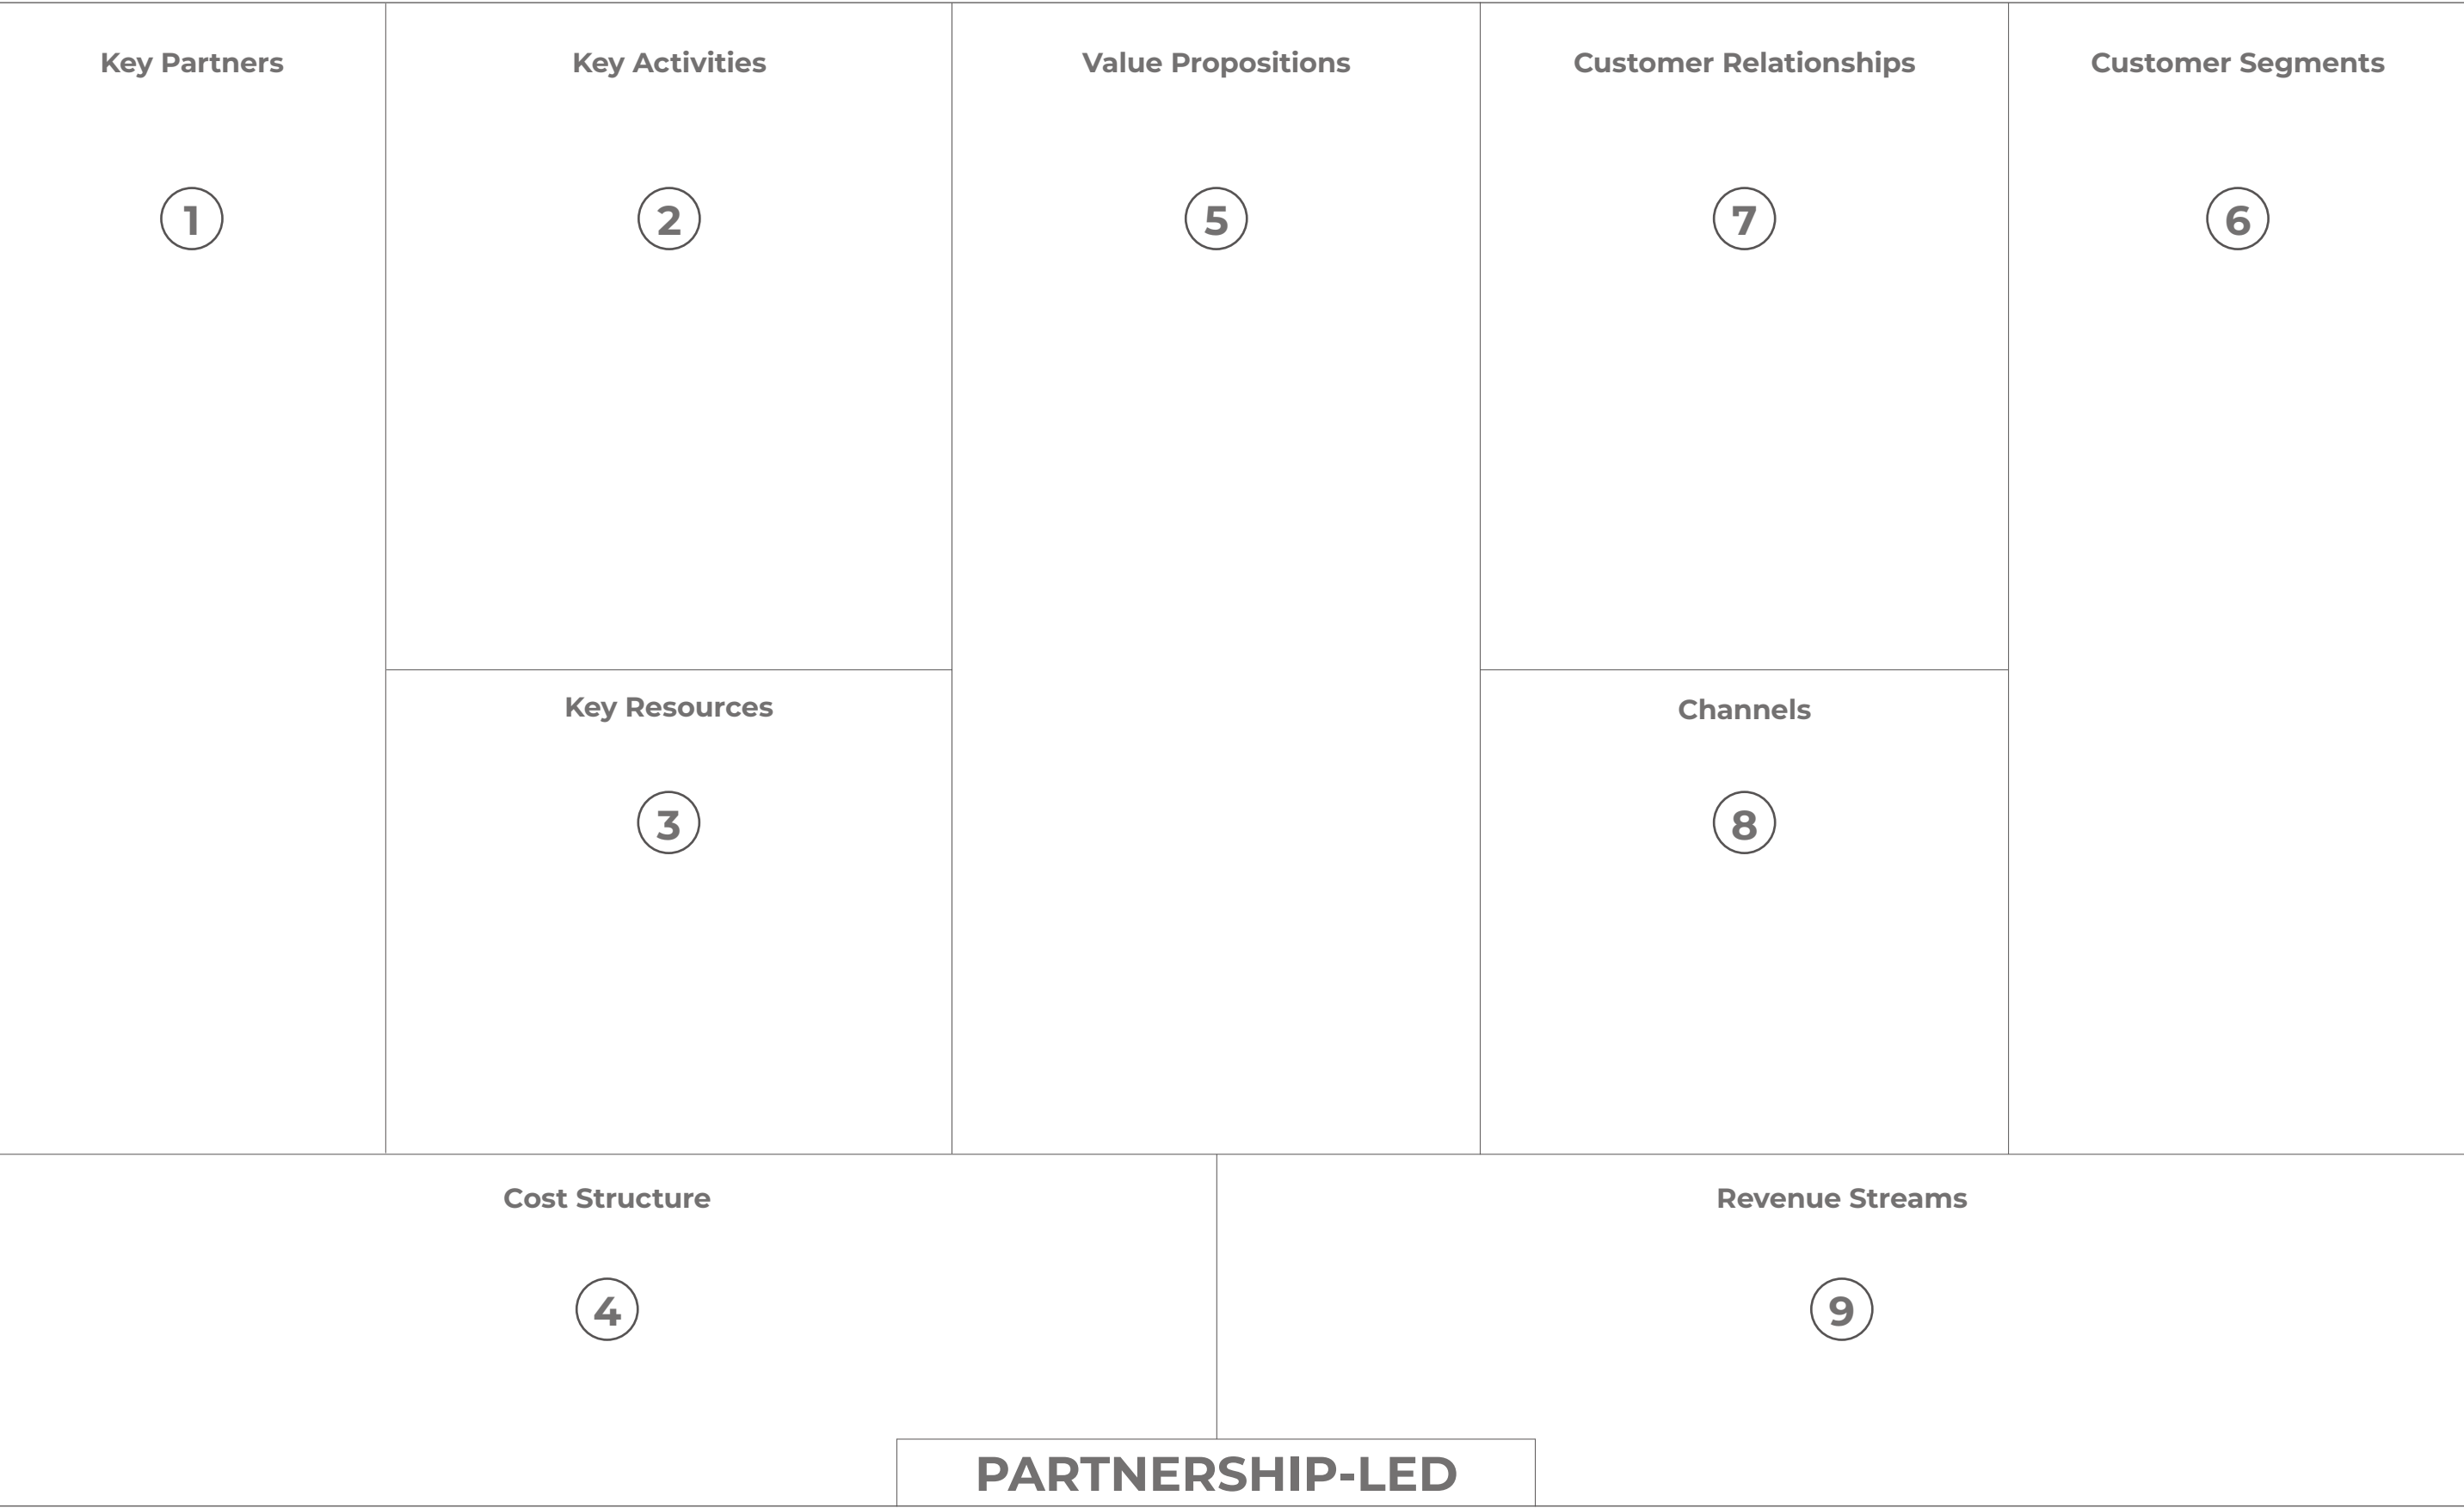 Key Partners
1
Key Activities
2
Key Resources
3
Value Propositions
5
Customer Relationships
7
Channels
8
Customer Segments
6
Cost Structure
4
Revenue Streams
9
PARTNERSHIP-LED